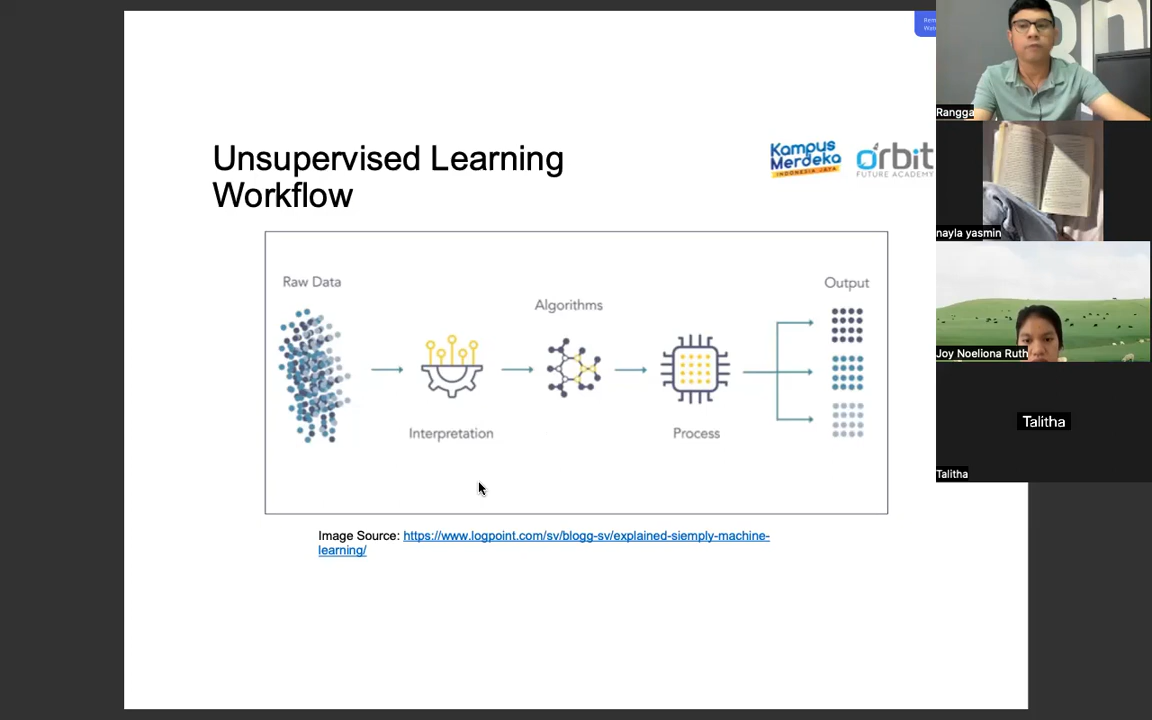 Unsupervised Learning
Workflow
Kampus
Merdeka
INDONESIA JAYA
orbit
FUTURE ACADEMY
Raw Data
Algorithms
Output
Interpretation
Process
Image Source: https://www.logpoint.com/sv/blogg-sv/explained-siemply-machine-
learning/
Rangga
nayla yasmin
Joy Noeliona Ruth
Talitha
Talitha